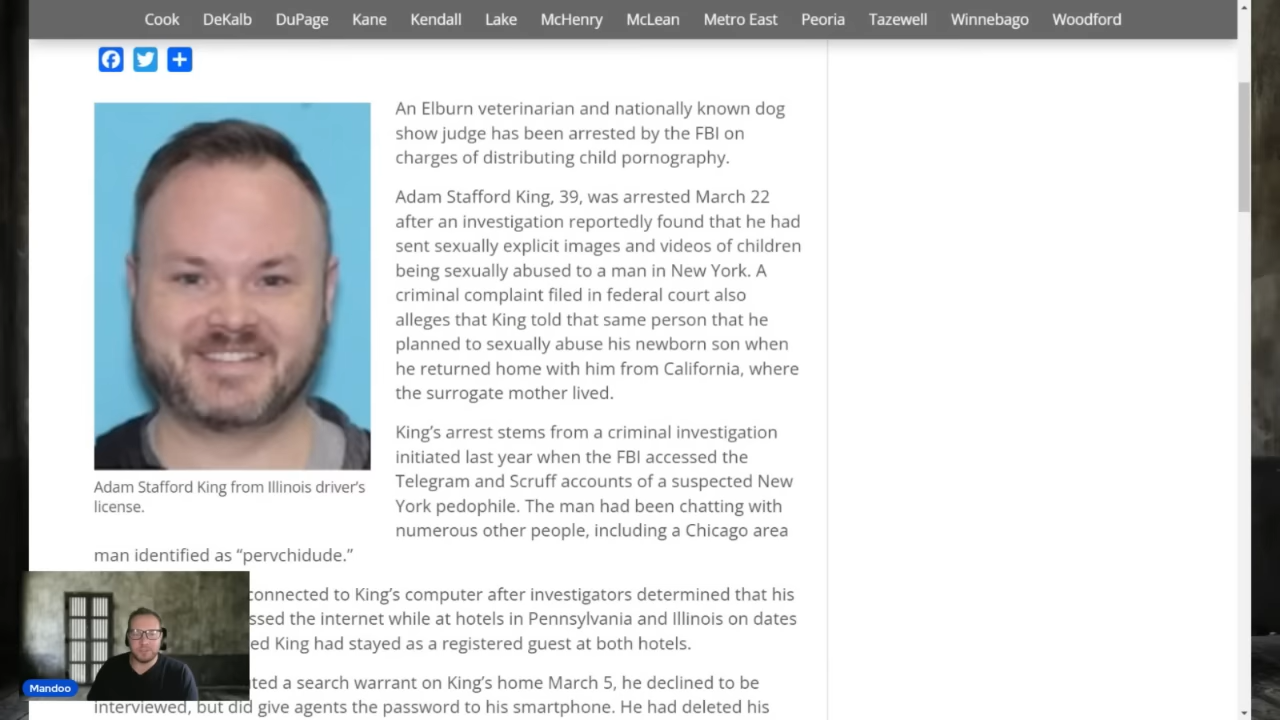 Cook DeKalb DuPage Kane Kendall Lake McHenry McLean Metro East Peoria Tazewell Winnebago Woodford
An Elburn veterinarian and nationally known dog
show judge has been arrested by the FBI on
charges of distributing child pornography.
Adam Stafford King, 39, was arrested March 22
after an investigation reportedly found that he had
sent sexually explicit images and videos of children
being sexually abused to a man in New York. A
criminal complaint filed in federal court also
alleges that King told that same person that he
planned to sexually abuse his newborn son when
he returned home with him from California, where
the surrogate mother lived.
King's arrest stems from a criminal investigation
initiated last year when the FBI accessed the
Telegram and Scruff accounts of a suspected New
York pedophile. The man had been chatting with
numerous other people, including a Chicago area
man identified as “pervchidude.”
Adam Stafford King from Illinois driver's
license.
connected to King's computer after investigators determined that his
the internet while at hotels in Pennsylvania and Illinois on dates
King had stayed as a registered guest at both hotels.
a search warrant on King's home March 5, he declined to be
interviewed, but did give agents the password to his smartphone. He had deleted his
Mandoo